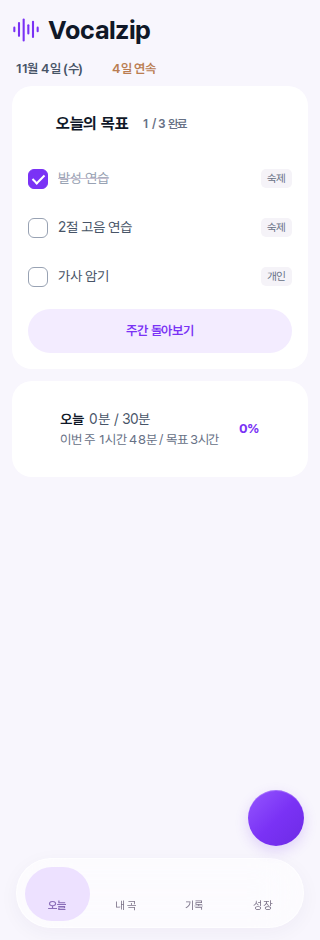 Vocalzip
11월 4일 (수) 4일 연속
오늘의 목표 1 / 3 완료
발성 연습 숙제
2절 고음 연습 숙제
가사 암기 개인
주간 돌아보기
오늘 0분 / 30분
이번 주 1시간 48분 / 목표 3시간
0%
오늘 내 곡 기록 성장